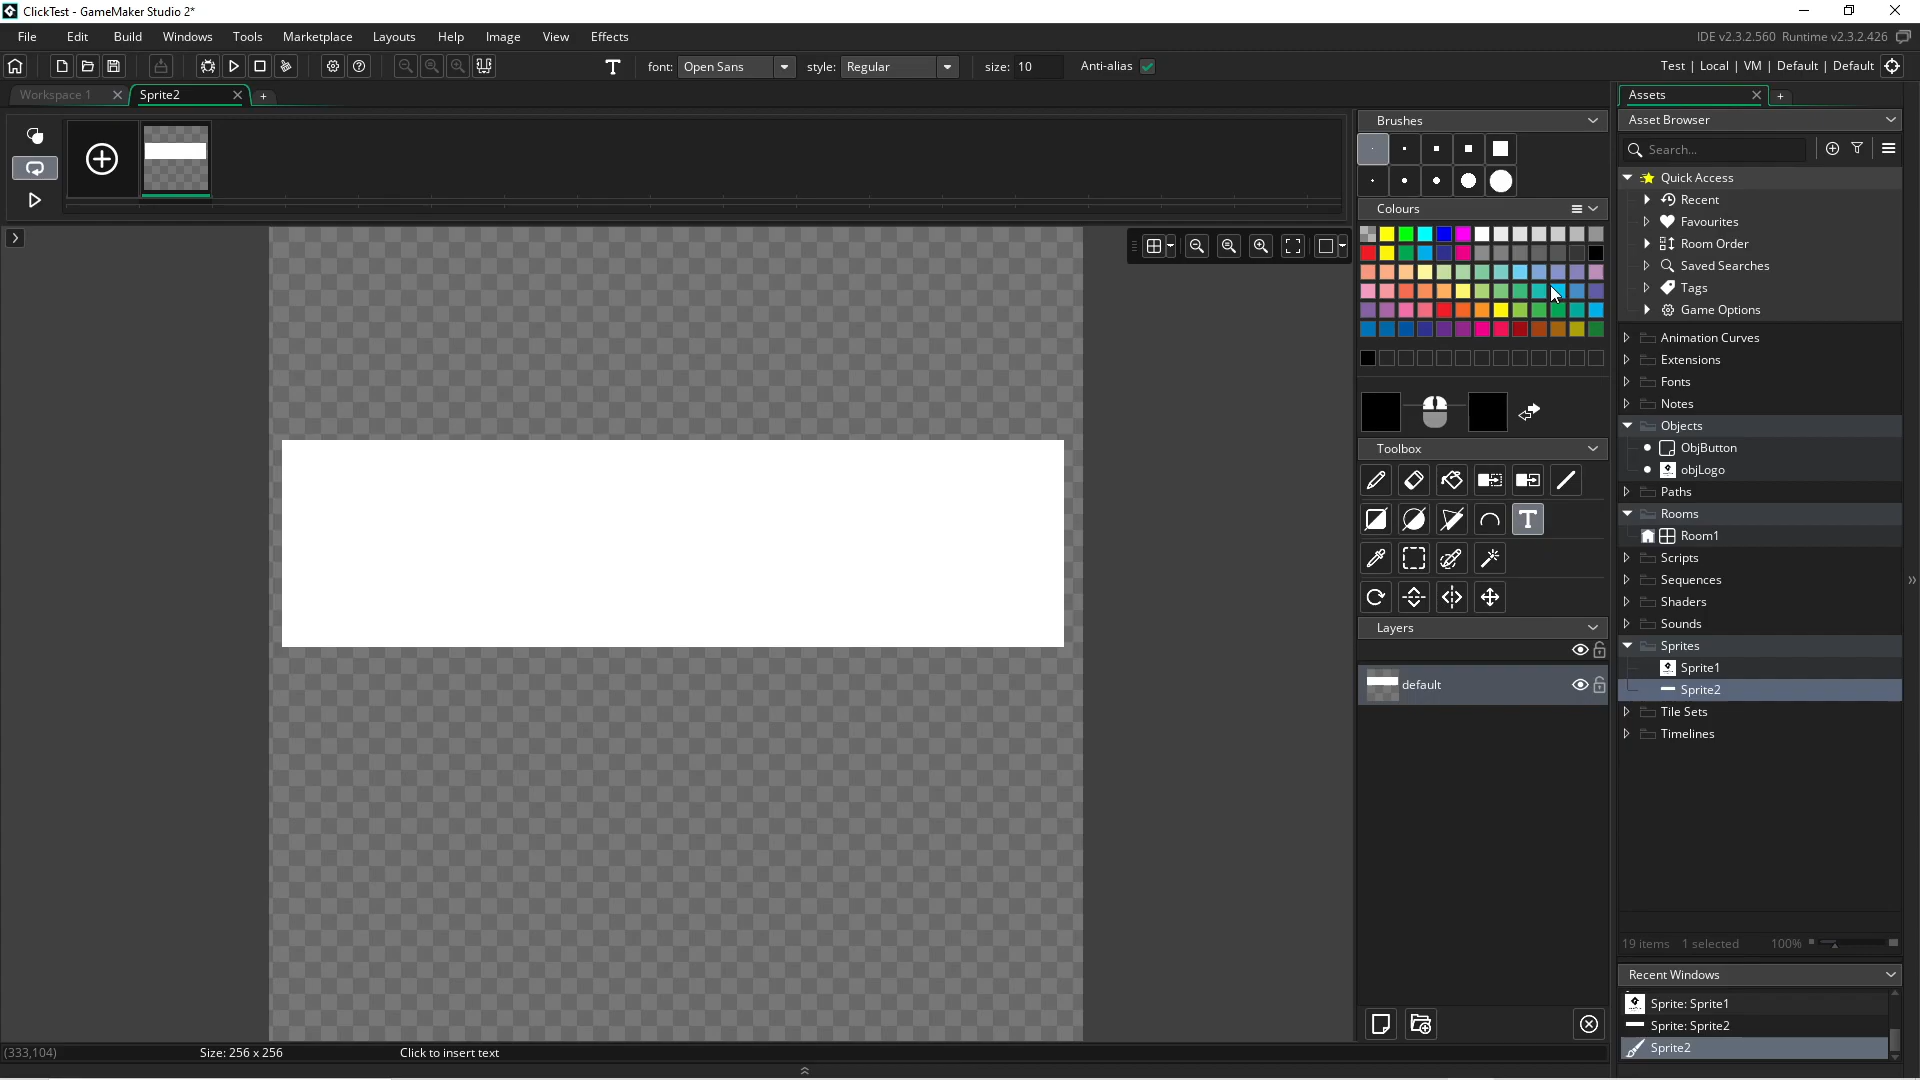 ClickTest - GameMaker Studio 2*
File Edit Build Windows Tools Marketplace Layouts Help Image View Effects
IDE v2.3.2.560 Runtime v2.3.2.426
font: Open Sans style: Regular size: 10 Anti-alias
Test | Local | VM | Default | Default
Workspace 1 Sprite2
Assets
Brushes
Asset Browser
Search...
Quick Access
Recent
Colours
Favourites
Room Order
Saved Searches
Tags
Game Options
Animation Curves
Extensions
Fonts
Notes
Objects
Toolbox
ObjButton
objLogo
Paths
Rooms
Room1
Scripts
Sequences
Shaders
Sounds
Layers
Sprites
Sprite1
default
Sprite2
Tile Sets
Timelines
19 items 1 selected 100%
Recent Windows
Sprite: Sprite1
Sprite: Sprite2
Sprite2
(333,104) Size: 256 x 256 Click to insert text